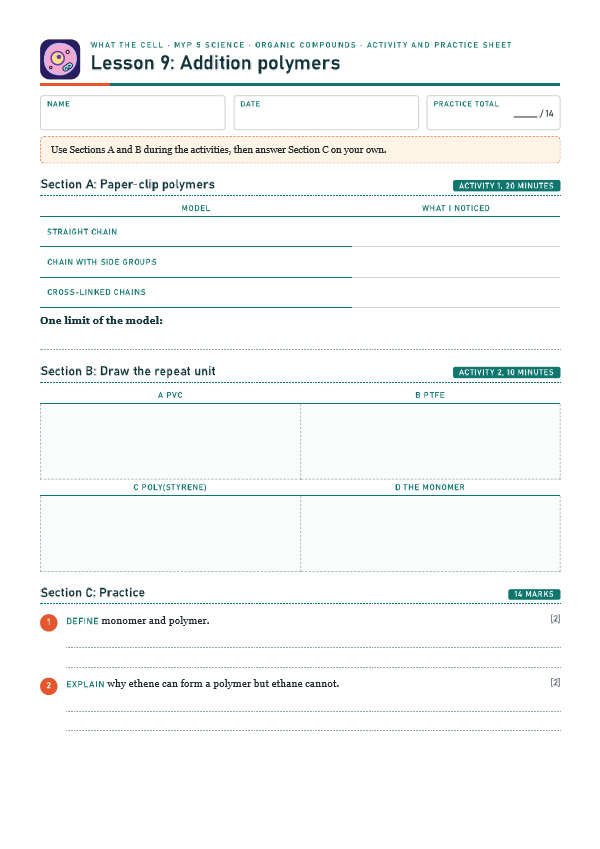 WHAT THE CELL · MYP 5 SCIENCE · ORGANIC COMPOUNDS · ACTIVITY AND PRACTICE SHEET
Lesson 9: Addition polymers
NAME
DATE
PRACTICE TOTAL
_____ / 14
Use Sections A and B during the activities, then answer Section C on your own.
Section A: Paper-clip polymers
ACTIVITY 1, 20 MINUTES
MODEL
WHAT I NOTICED
STRAIGHT CHAIN
CHAIN WITH SIDE GROUPS
CROSS-LINKED CHAINS
One limit of the model:
Section B: Draw the repeat unit
ACTIVITY 2, 10 MINUTES
A PVC
B PTFE
C POLY(STYRENE)
D THE MONOMER
Section C: Practice
14 MARKS
1 DEFINE monomer and polymer. [2]
2 EXPLAIN why ethene can form a polymer but ethane cannot. [2]